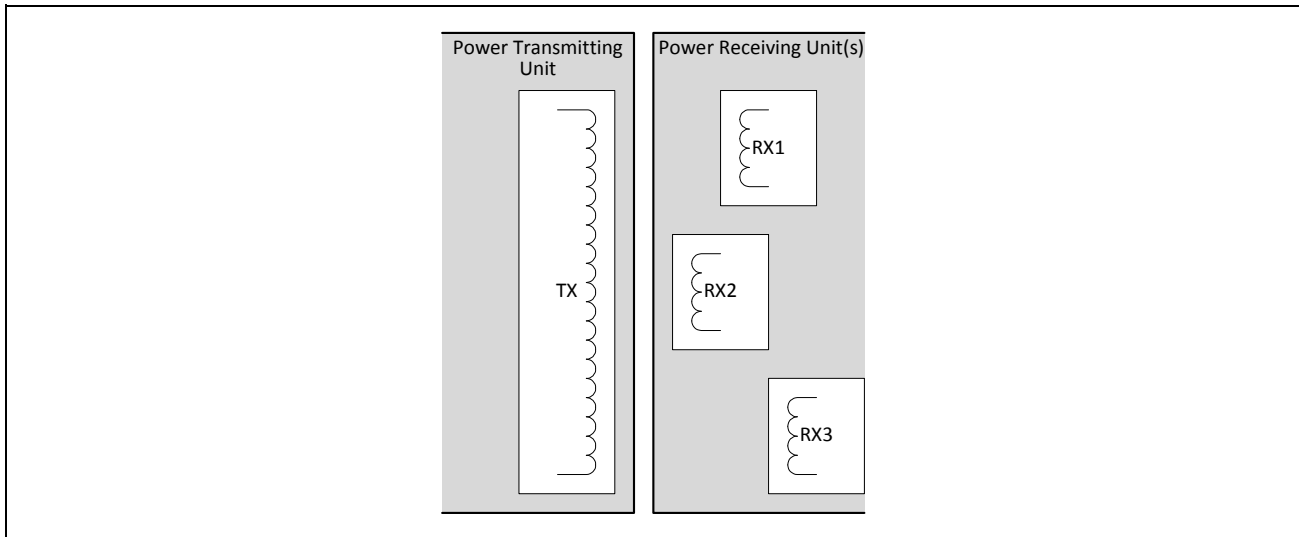 Power Transmitting
Unit
Power Receiving Unit(s)
TX
RX1
RX2
RX3